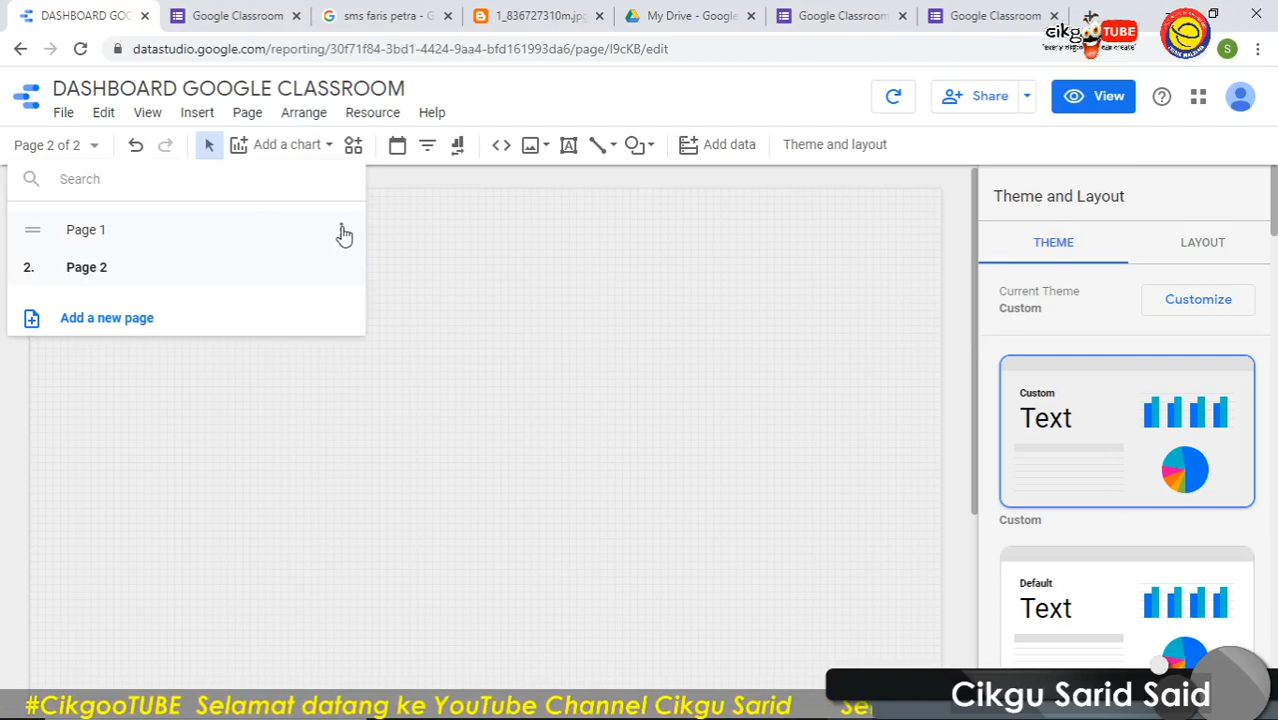 DASHBOARD GOO
Google Classroom
sms faris petra - G
1_836727310m.jpg
My Drive - Google
Google Classroom
Google Classroom
datastudio.google.com/reporting/30f71f84-3bd1-4424-9aa4-bfd161993da6/page/l9cKB/edit
cikgoo TUBE
S
DASHBOARD GOOGLE CLASSROOM
File Edit View Insert Page Arrange Resource Help
Share
View
Page 2 of 2
Add a chart
Add data
Theme and layout
Search
Page 1
2. Page 2
Add a new page
Theme and Layout
THEME LAYOUT
Current Theme
Custom
Customize
Custom
Text
Custom
Default
Text
Cikgu Sarid Said
#CikgooTUBE Selamat datang ke YouTube Channel Cikgu Sarid